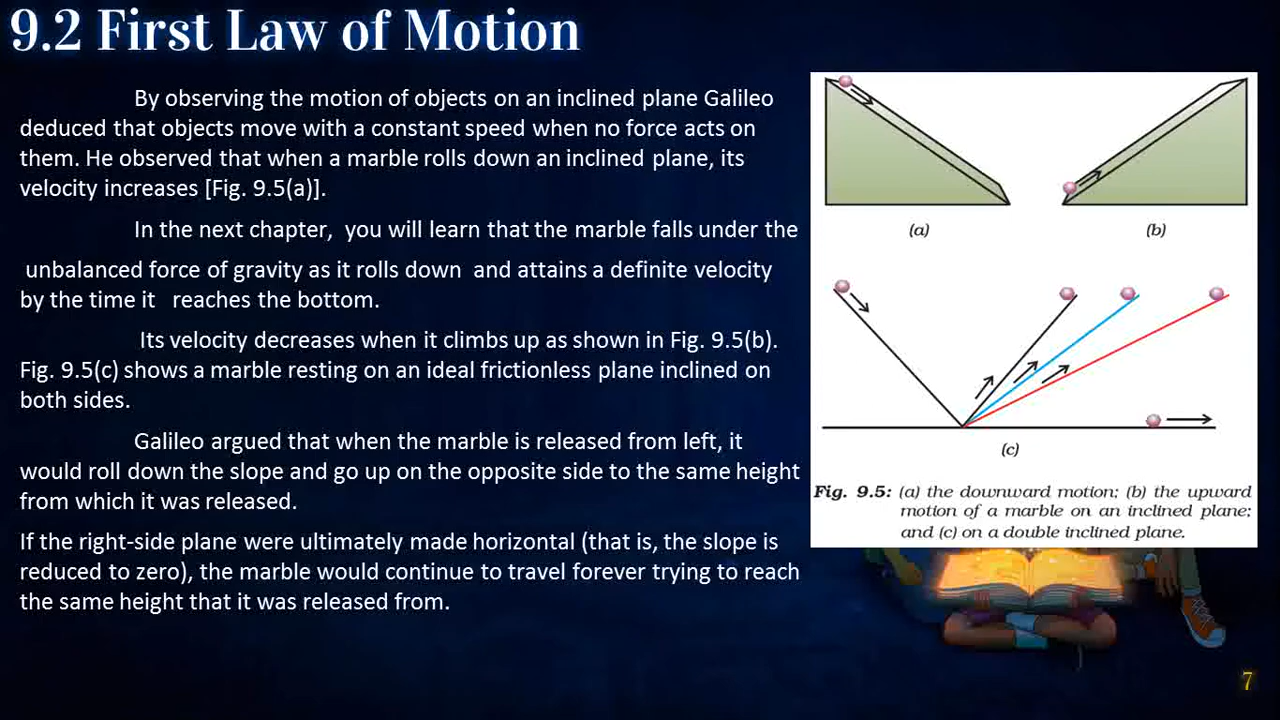 9.2 First Law of Motion
By observing the motion of objects on an inclined plane Galileo
deduced that objects move with a constant speed when no force acts on
them. He observed that when a marble rolls down an inclined plane, its
velocity increases [Fig. 9.5(a)].
In the next chapter, you will learn that the marble falls under the
unbalanced force of gravity as it rolls down and attains a definite velocity
by the time it reaches the bottom.
Its velocity decreases when it climbs up as shown in Fig. 9.5(b).
Fig. 9.5(c) shows a marble resting on an ideal frictionless plane inclined on
both sides.
Galileo argued that when the marble is released from left, it
would roll down the slope and go up on the opposite side to the same height
from which it was released.
If the right-side plane were ultimately made horizontal (that is, the slope is
reduced to zero), the marble would continue to travel forever trying to reach
the same height that it was released from.
(a)
(b)
(c)
Fig. 9.5: (a) the downward motion; (b) the upward
motion of a marble on an inclined plane;
and (c) on a double inclined plane.
7